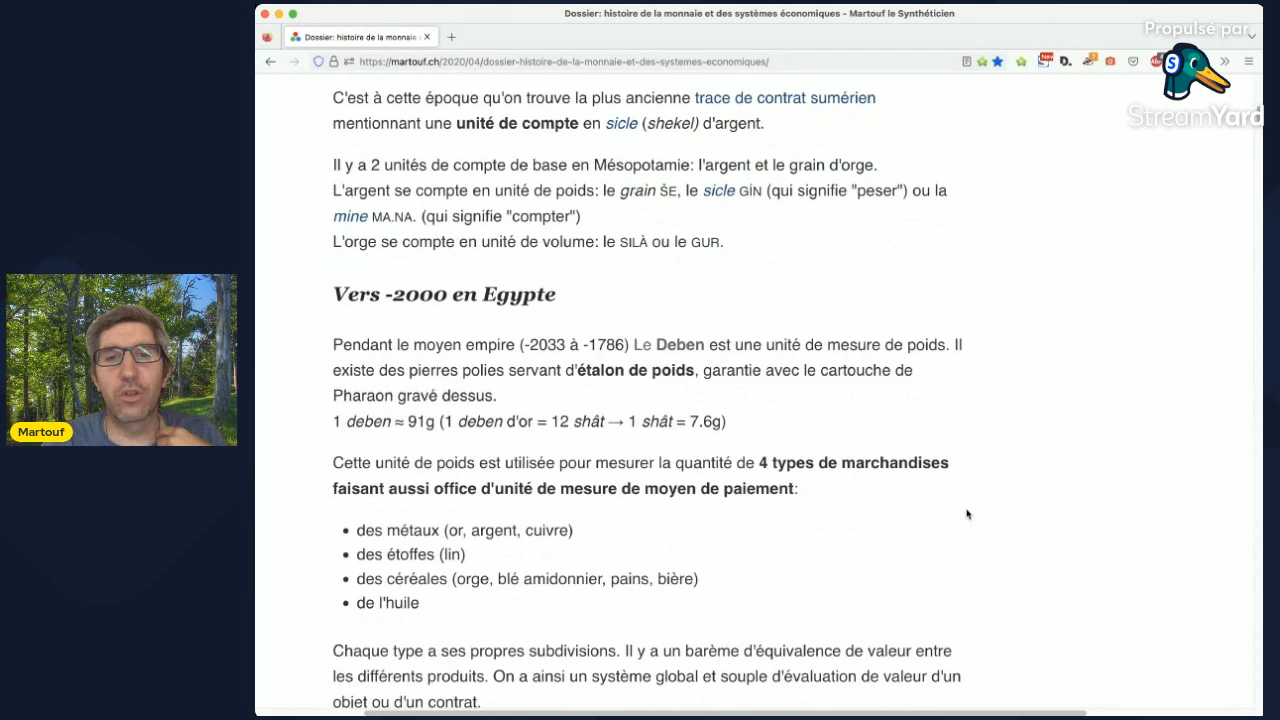 Dossier: histoire de la monnaie et des systèmes économiques - Martouf le Synthéticien
Propulsé par
Dossier: histoire de la monnaie
https://martouf.ch/2020/04/dossier-histoire-de-la-monnaie-et-des-systemes-economiques/
New
D.
S
StreamYard
C'est à cette époque qu'on trouve la plus ancienne trace de contrat sumérien
mentionnant une unité de compte en sicle (shekel) d'argent.
Il y a 2 unités de compte de base en Mésopotamie: l'argent et le grain d'orge.
L'argent se compte en unité de poids: le grain ŠE, le sicle GÍN (qui signifie "peser") ou la
mine MA.NA. (qui signifie "compter")
L'orge se compte en unité de volume: le SILÀ ou le GUR.
Vers -2000 en Egypte
Pendant le moyen empire (-2033 à -1786) Le Deben est une unité de mesure de poids. Il
existe des pierres polies servant d'étalon de poids, garantie avec le cartouche de
Pharaon gravé dessus.
1 deben ≈ 91g (1 deben d'or = 12 shât → 1 shât = 7.6g)
Martouf
Cette unité de poids est utilisée pour mesurer la quantité de 4 types de marchandises
faisant aussi office d'unité de mesure de moyen de paiement:
• des métaux (or, argent, cuivre)
• des étoffes (lin)
• des céréales (orge, blé amidonnier, pains, bière)
• de l'huile
Chaque type a ses propres subdivisions. Il y a un barème d'équivalence de valeur entre
les différents produits. On a ainsi un système global et souple d'évaluation de valeur d'un
objet ou d'un contrat.